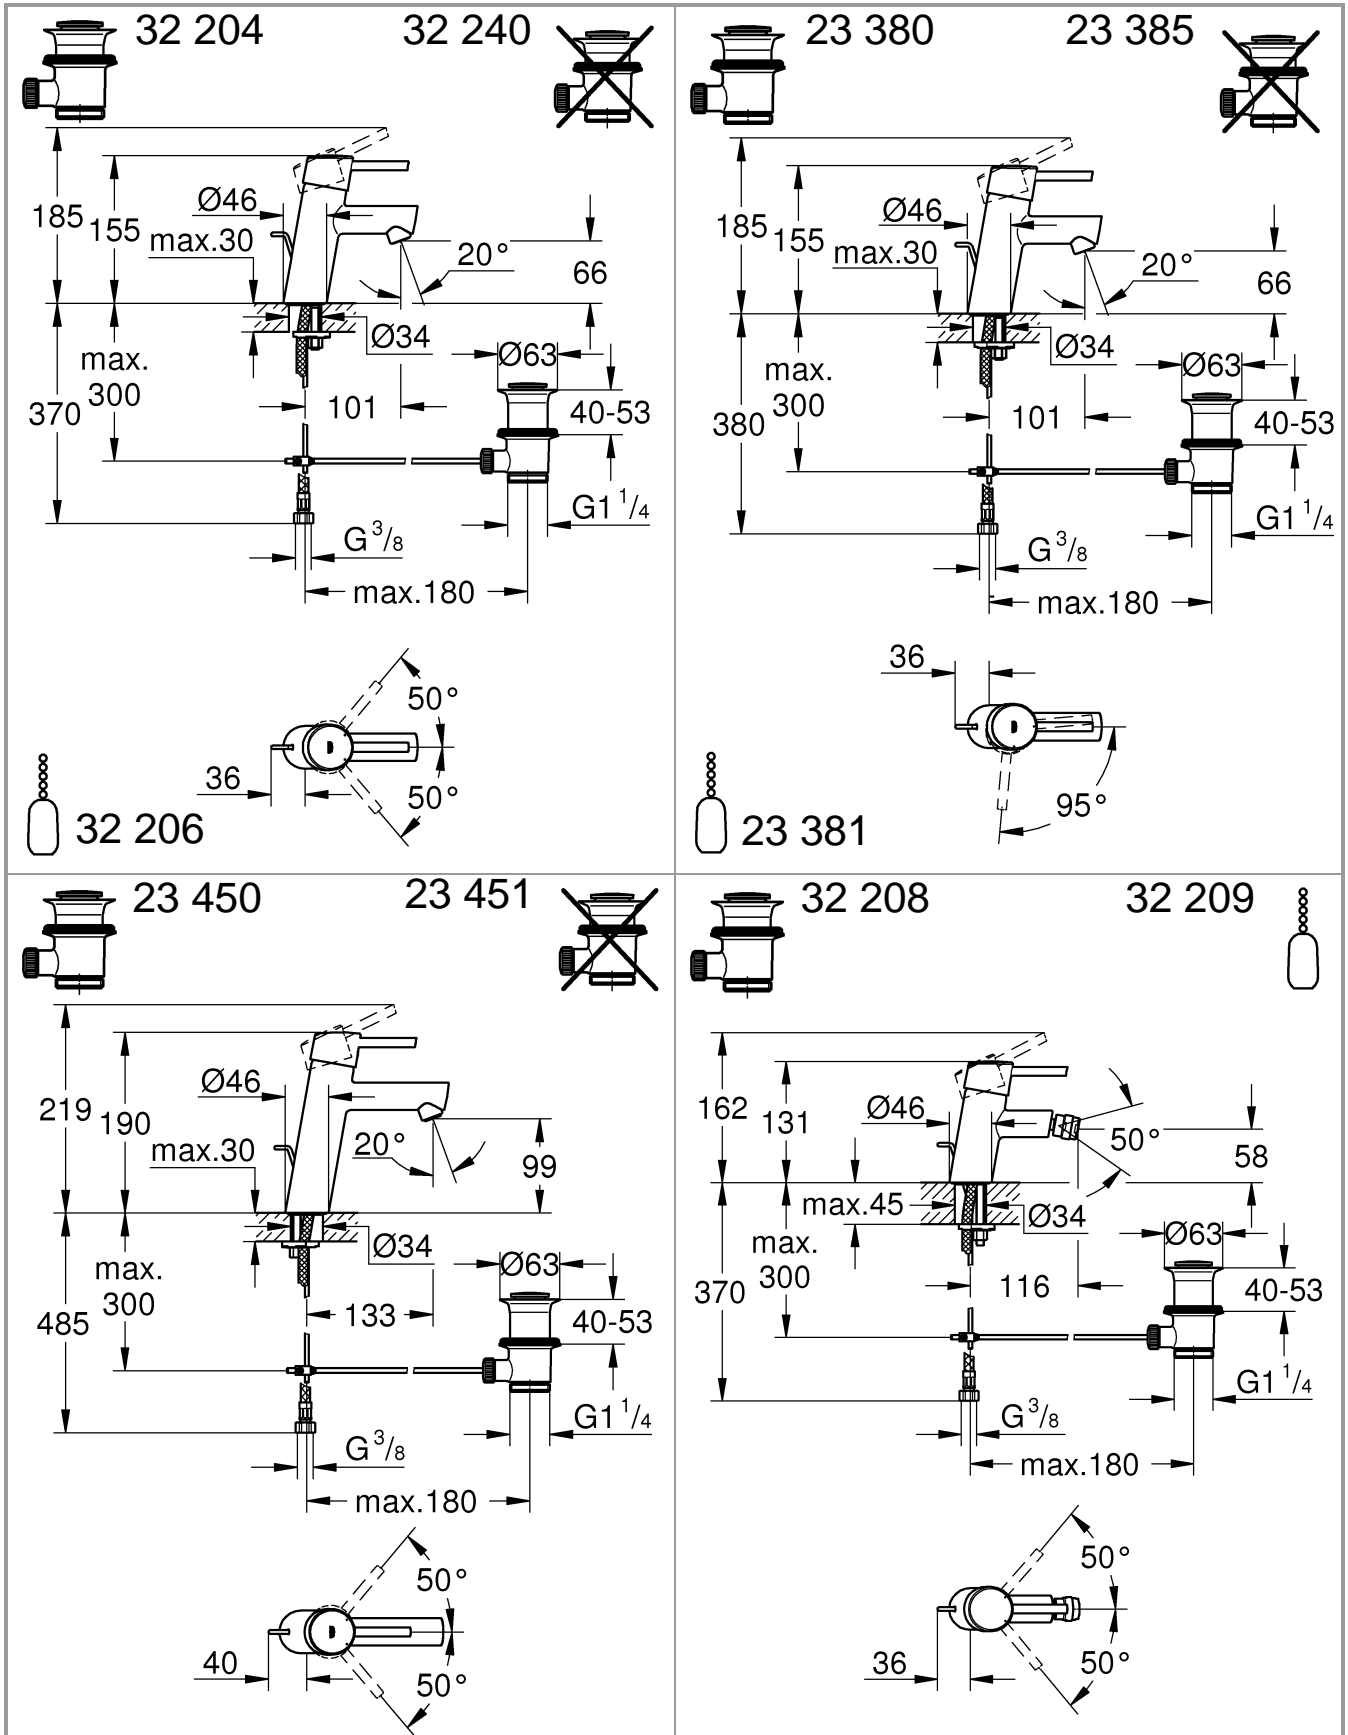 32 204 32 240
185
155
Ø46
max.30
20°
66
Ø34
max.
300
370
101
Ø63
40-53
G1 1/4
G 3/8
max.180
50°
36
50°
32 206
23 380 23 385
185
155
Ø46
max.30
20°
66
Ø34
max.
300
380
101
Ø63
40-53
G1 1/4
G 3/8
max.180
36
95°
23 381
23 450 23 451
219
190
Ø46
max.30
20°
99
Ø34
max.
300
485
133
Ø63
40-53
G1 1/4
G 3/8
max.180
50°
40
50°
32 208 32 209
162
131
Ø46
50°
58
max.45
Ø34
max.
300
370
116
Ø63
40-53
G1 1/4
G 3/8
max.180
50°
36
50°